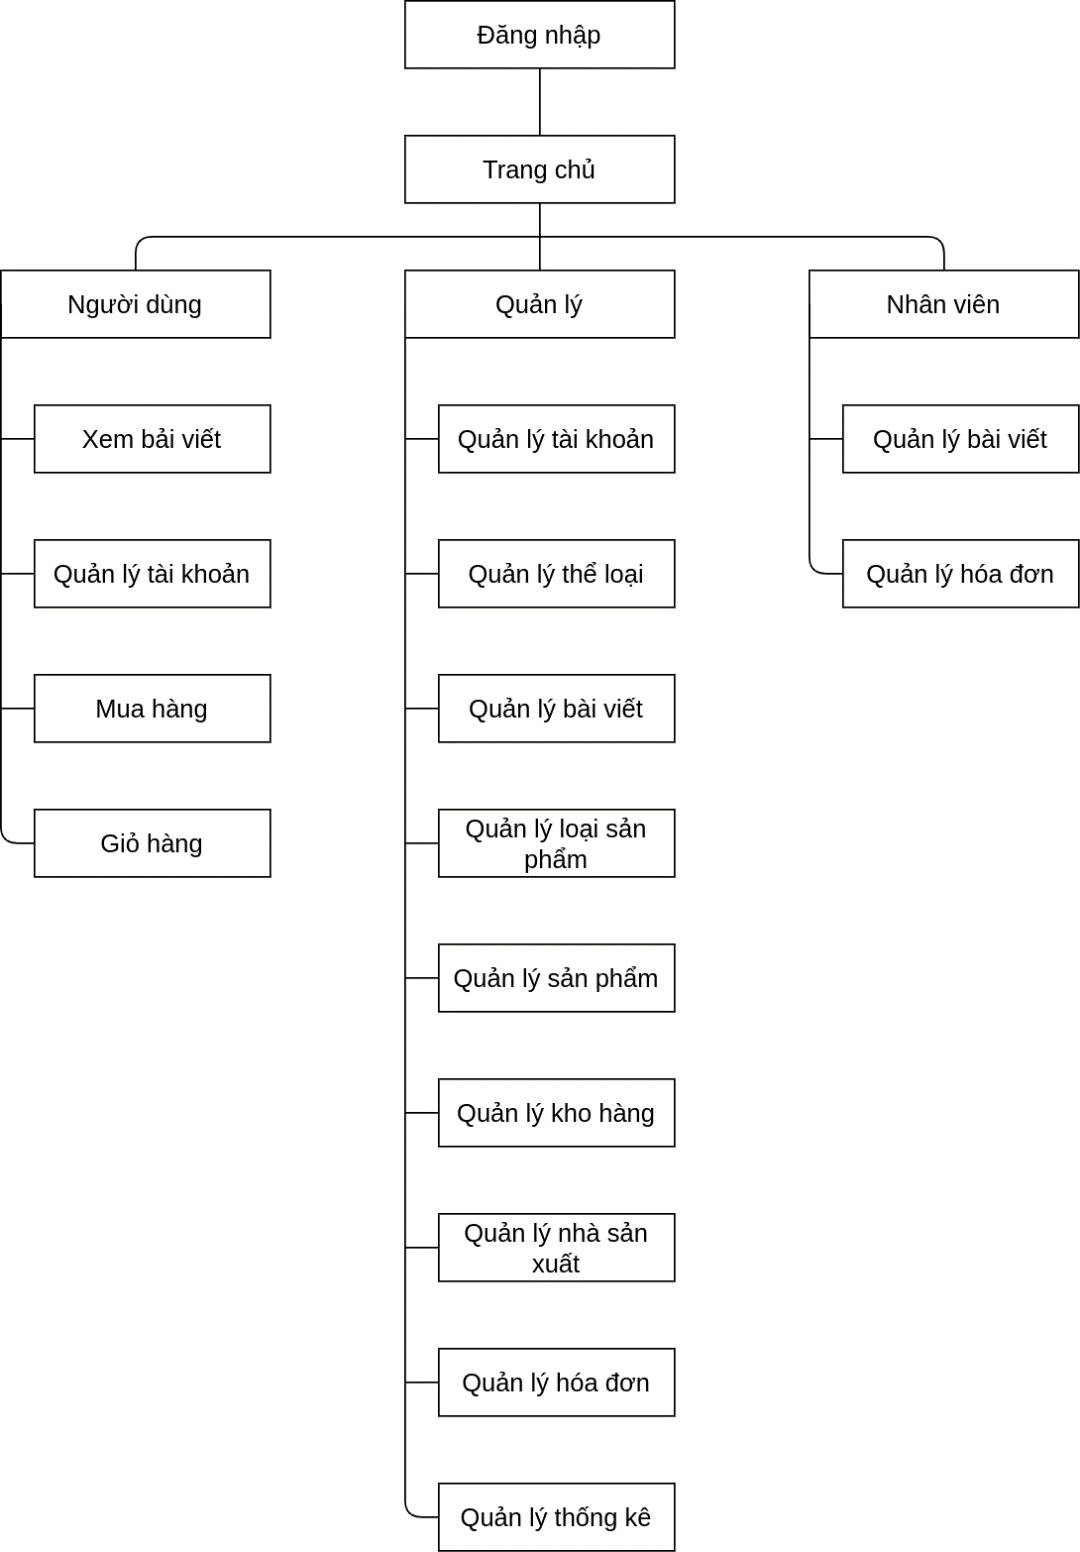 Đăng nhập
Trang chủ
Người dùng
Quản lý
Nhân viên
Xem bải viết
Quản lý tài khoản
Mua hàng
Giỏ hàng
Quản lý tài khoản
Quản lý thể loại
Quản lý bài viết
Quản lý loại sản
phẩm
Quản lý sản phẩm
Quản lý kho hàng
Quản lý nhà sản
xuất
Quản lý hóa đơn
Quản lý thống kê
Quản lý bài viết
Quản lý hóa đơn